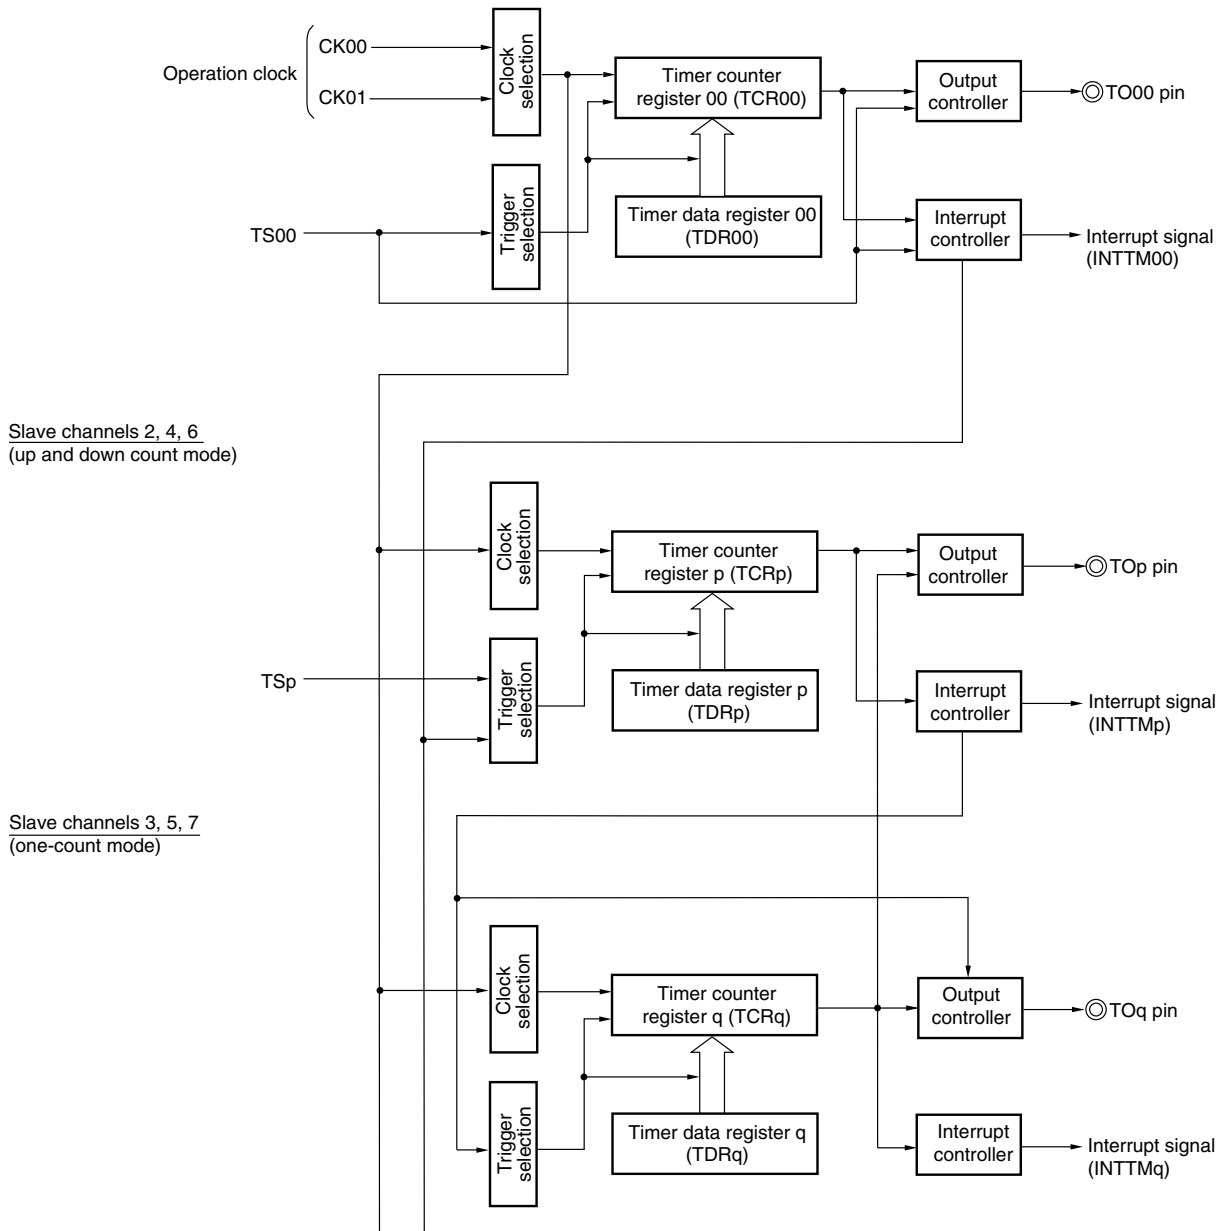 Operation clock
CK00
CK01
Clock
selection
Timer counter
register 00 (TCR00)
Output
controller
TO00 pin
TS00
Trigger
selection
Timer data register 00
(TDR00)
Interrupt
controller
Interrupt signal
(INTTM00)
Slave channels 2, 4, 6
(up and down count mode)
Clock
selection
Timer counter
register p (TCRp)
Output
controller
TOp pin
TSp
Trigger
selection
Timer data register p
(TDRp)
Interrupt
controller
Interrupt signal
(INTTMp)
Slave channels 3, 5, 7
(one-count mode)
Clock
selection
Timer counter
register q (TCRq)
Output
controller
TOq pin
Trigger
selection
Timer data register q
(TDRq)
Interrupt
controller
Interrupt signal
(INTTMq)